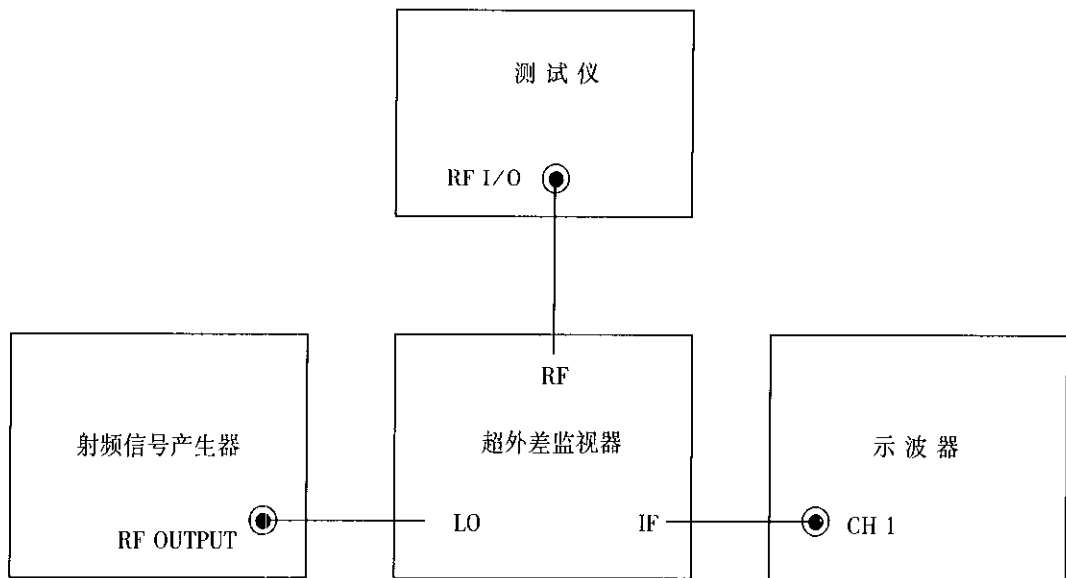 测试仪
RF I/O
RF
射频信号产生器
超外差监视器
示波器
RF OUTPUT
LO
IF
CH 1